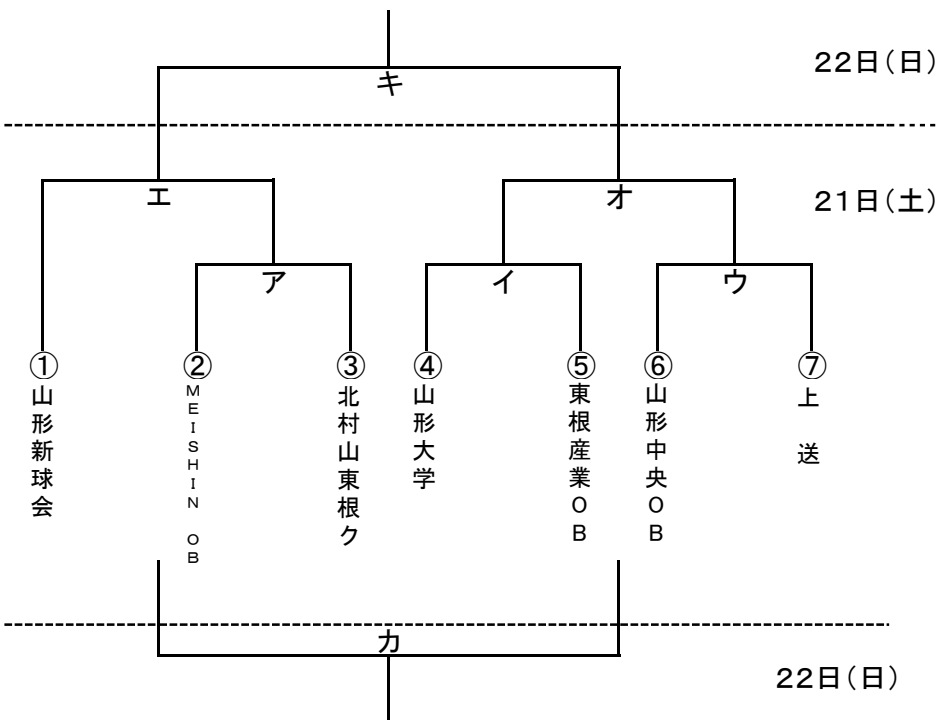 22日(日)
キ
エ
オ
21日(土)
ア
イ
ウ
①山形新球会
②MEISHIN OB
③北村山東根ク
④山形大学
⑤東根産業OB
⑥山形中央OB
⑦上 送
カ
22日(日)